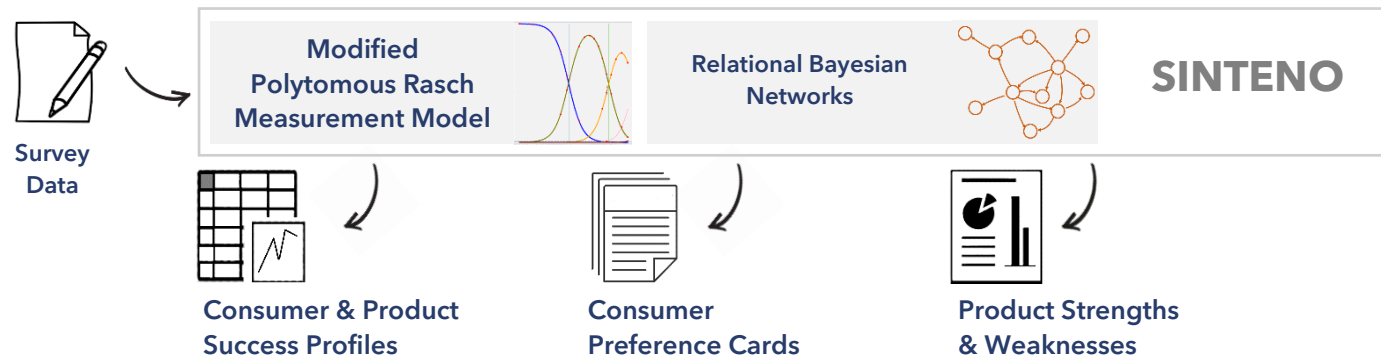 Modified
Polytomous Rasch
Measurement Model
Relational Bayesian
Networks
SINTENO
Survey
Data
Consumer & Product
Success Profiles
Consumer
Preference Cards
Product Strengths
& Weaknesses